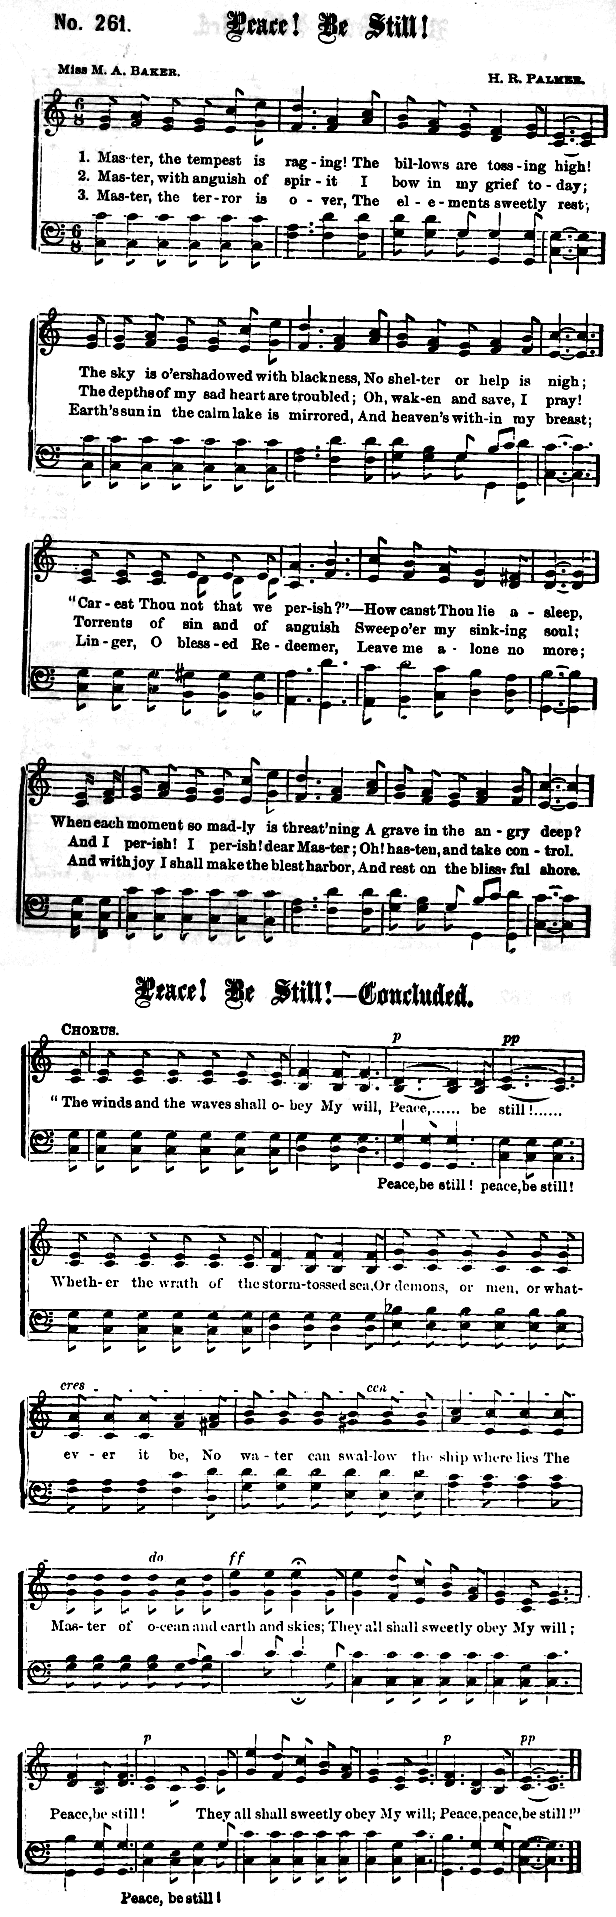 No. 261. Peace! Be Still!
Miss M. A. BAKER. H. R. PALMER.
1. Mas-ter, the tempest is rag-ing! The bil-lows are toss-ing high!
2. Mas-ter, with anguish of spir-it I bow in my grief to-day;
3. Mas-ter, the ter-ror is o-ver, The el-e-ments sweetly rest;
The sky is o'ershadowed with blackness, No shel-ter or help is nigh;
The depths of my sad heart are troubled; Oh, wak-en and save, I pray!
Earth's sun in the calm lake is mirrored, And heaven's with-in my breast;
"Car-est Thou not that we per-ish?"—How canst Thou lie a-sleep,
Torrents of sin and of anguish Sweep o'er my sink-ing soul;
Lin-ger, O bless-ed Re-deemer, Leave me a-lone no more;
When each moment so mad-ly is threat'ning A grave in the an-gry deep?
And I per-ish! I per-ish! dear Mas-ter; Oh! has-ten, and take con-trol.
And with joy I shall make the blest harbor, And rest on the bliss-ful shore.
Peace! Be Still!—Concluded.
CHORUS.
p pp
"The winds and the waves shall o-bey My will, Peace,...... be still!......
Peace, be still! peace, be still!
Wheth-er the wrath of the storm-tossed sea, Or demons, or men, or what-
cres - - - cen - - -
ev-er it be, No wa-ter can swal-low the ship where lies The
do ff
Mas-ter of o-cean and earth and skies; They all shall sweetly obey My will;
p p pp
Peace, be still! They all shall sweetly obey My will; Peace, peace, be still!"
Peace, be still!